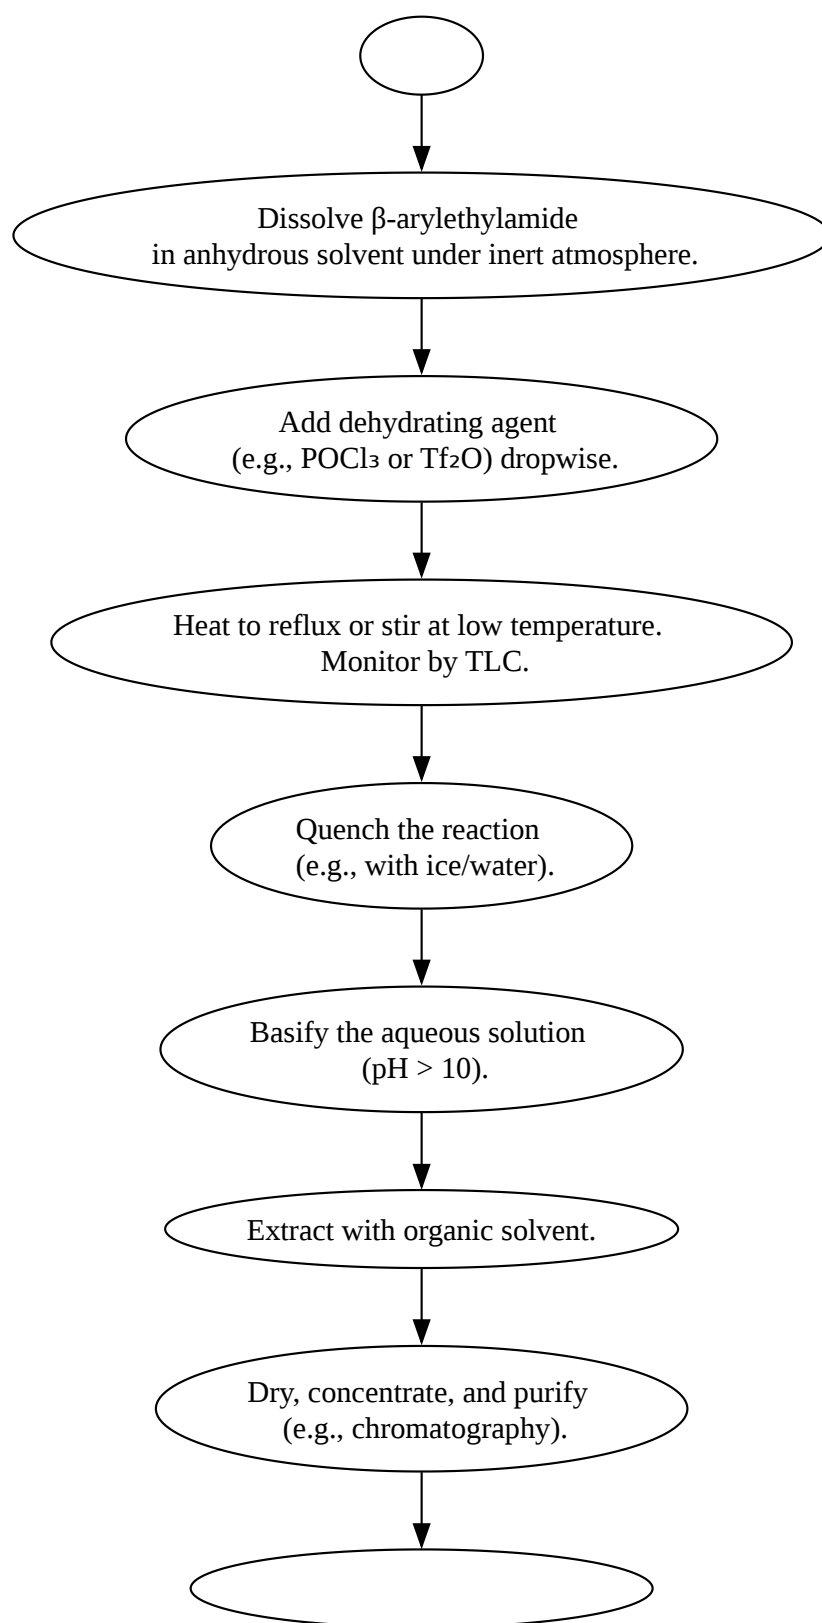 Dissolve β-arylethylamide
in anhydrous solvent under inert atmosphere.
Add dehydrating agent
(e.g., POCl₃ or Tf₂O) dropwise.
Heat to reflux or stir at low temperature.
Monitor by TLC.
Quench the reaction
(e.g., with ice/water).
Basify the aqueous solution
(pH > 10).
Extract with organic solvent.
Dry, concentrate, and purify
(e.g., chromatography).